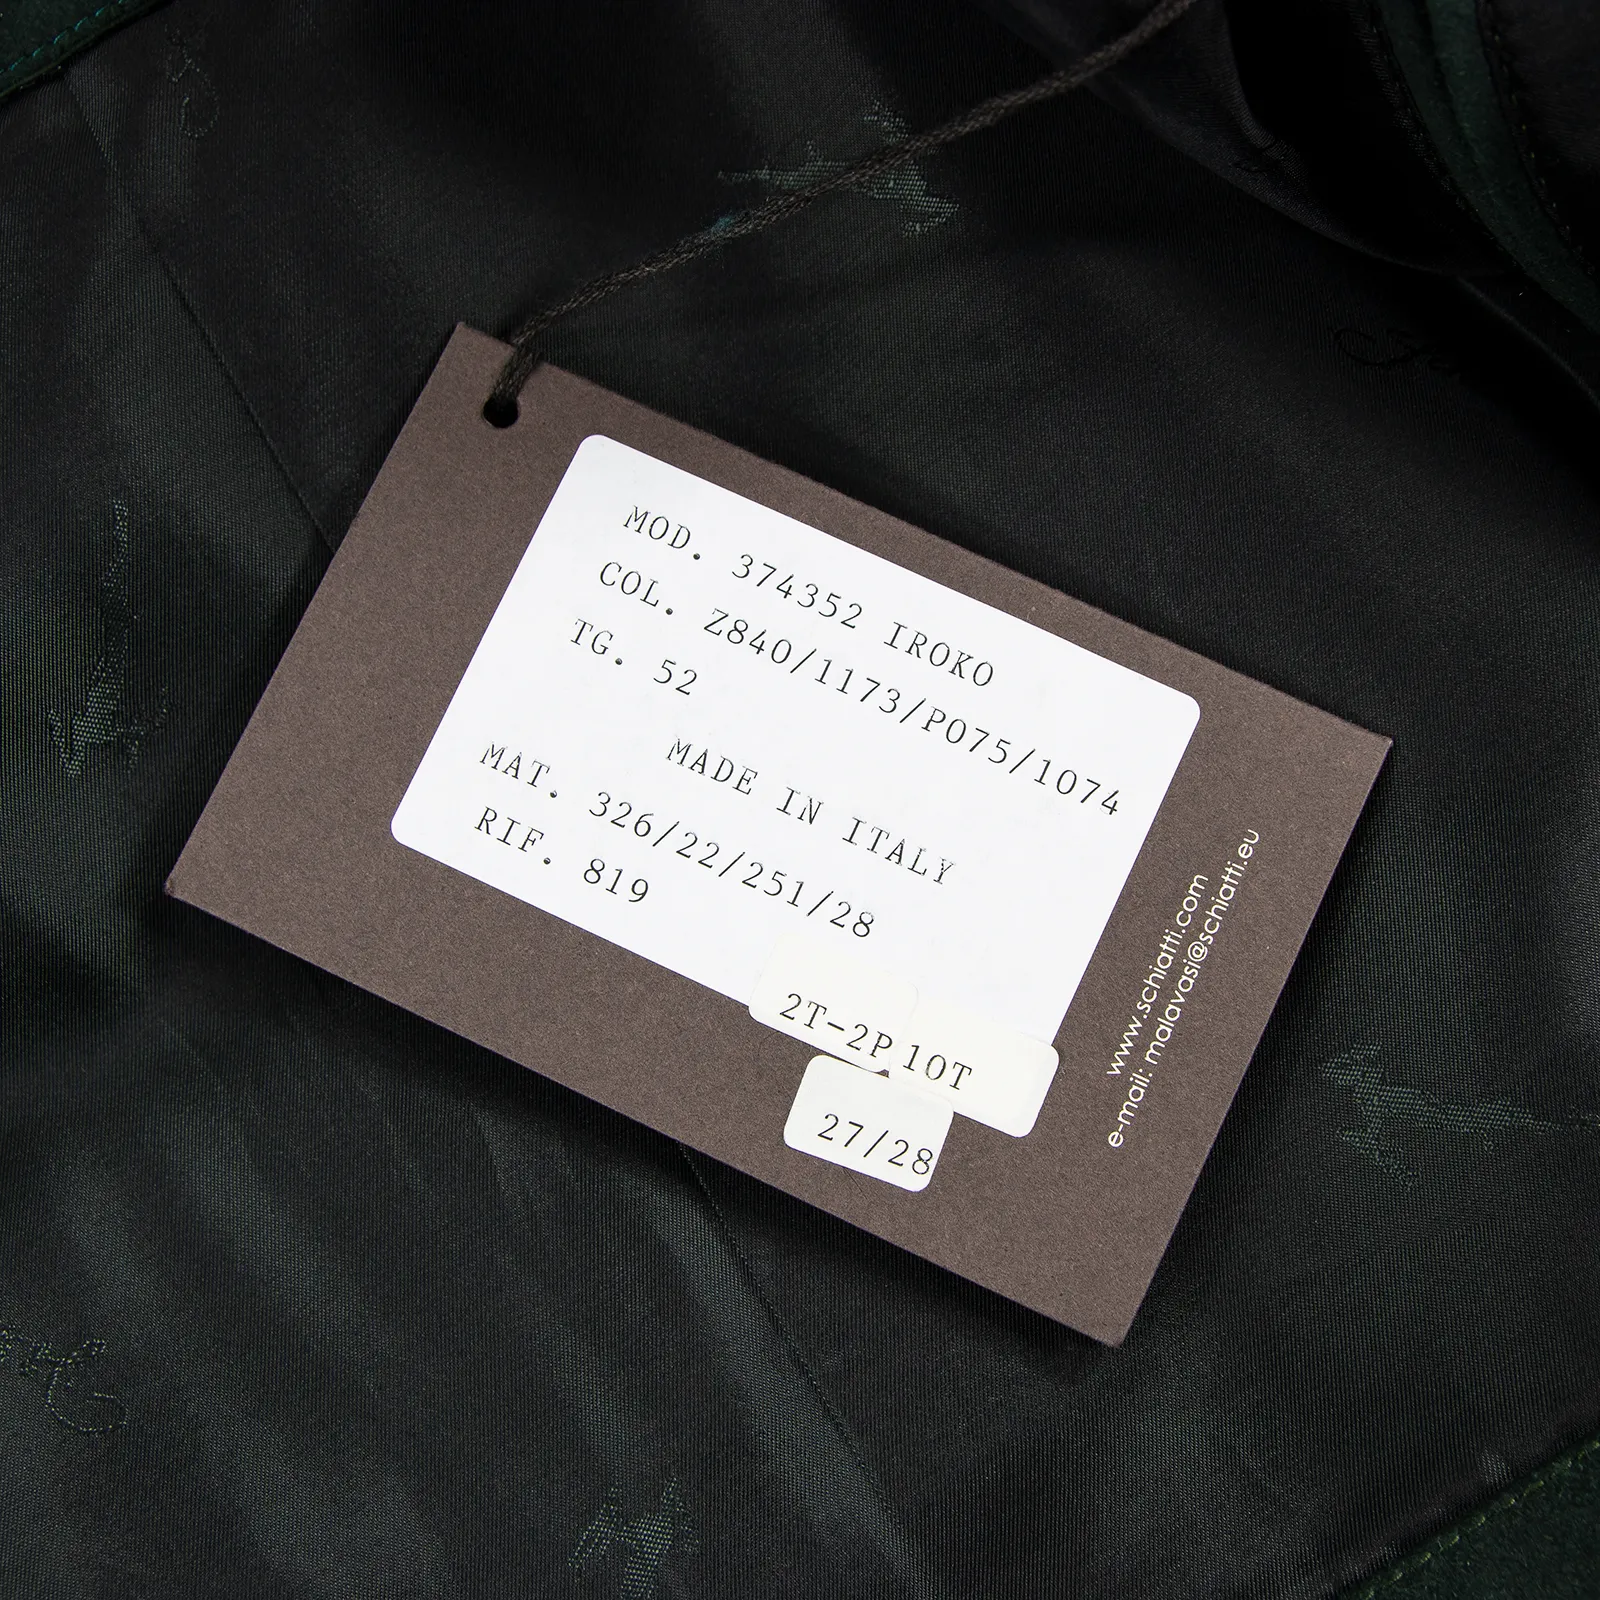 MOD. 374352 IROKO
COL. Z840/1173/P075/1074
TG. 52
MADE IN ITALY
MAT. 326/22/251/28
RIF. 819
2T-2P 10T
27/28
www.schiatti.com
e-mail: malavasi@schiatti.eu